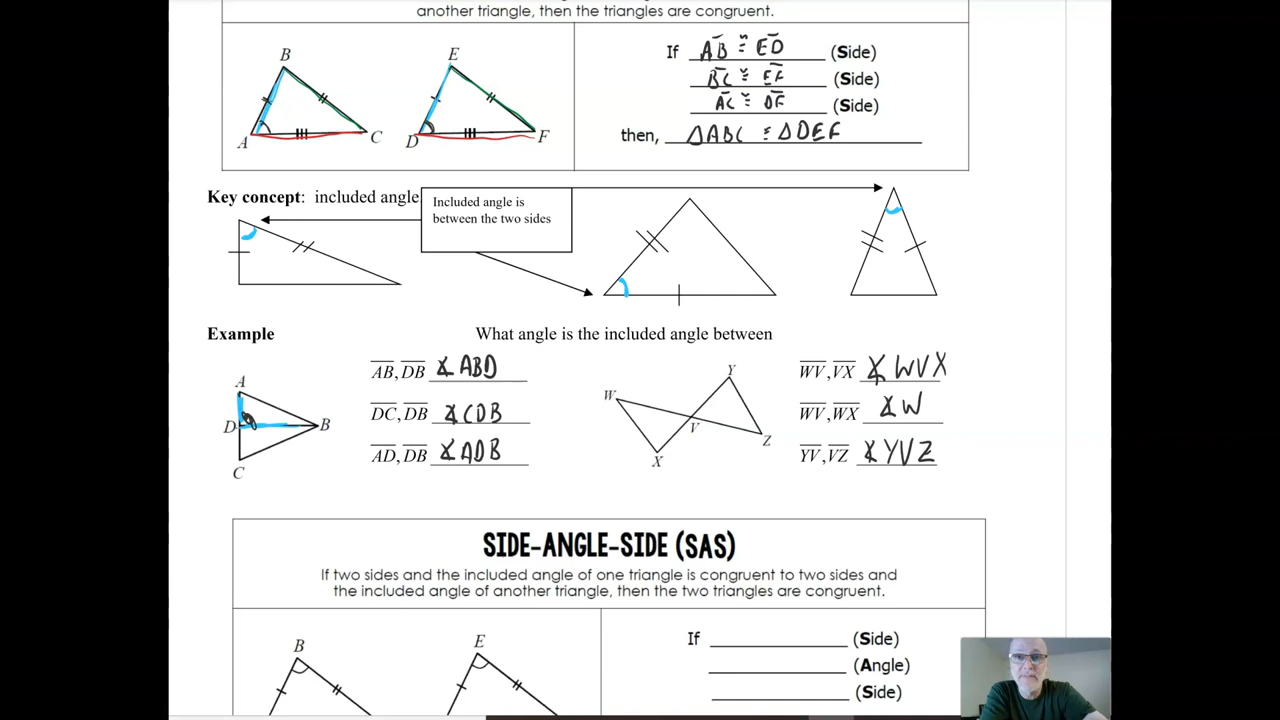 another triangle, then the triangles are congruent.
B
E
A
C
D
F
If AB ≅ ED (Side)
BC ≅ EF (Side)
AC ≅ DF (Side)
then, △ABC ≅ △DEF
Key concept: included angle
Included angle is
between the two sides
Example What angle is the included angle between
A
D
B
C
AB, DB ∡ABD
DC, DB ∡CDB
AD, DB ∡ADB
Y
W
V
Z
X
WV, VX ∡WVX
WV, WX ∡W
YV, VZ ∡YVZ
SIDE-ANGLE-SIDE (SAS)
If two sides and the included angle of one triangle is congruent to two sides and
the included angle of another triangle, then the two triangles are congruent.
B
E
If (Side)
(Angle)
(Side)